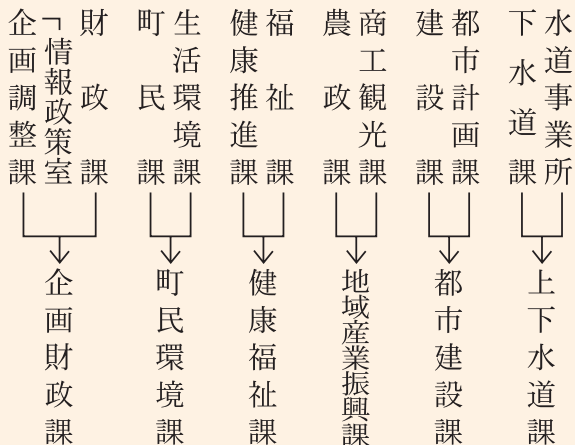 水道事業所
下水道課
上下水道課
都市計画課
建設課
都市建設課
商工観光課
農政課
地域産業振興課
福祉課
健康推進課
健康福祉課
生活環境課
町民課
町民環境課
財政課
情報政策室
企画調整課
企画財政課